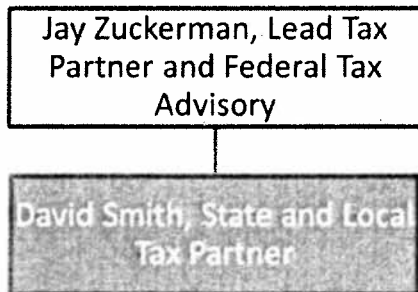 Jay Zuckerman, Lead Tax
Partner and Federal Tax
Advisory
David Smith, State and Local
Tax Partner